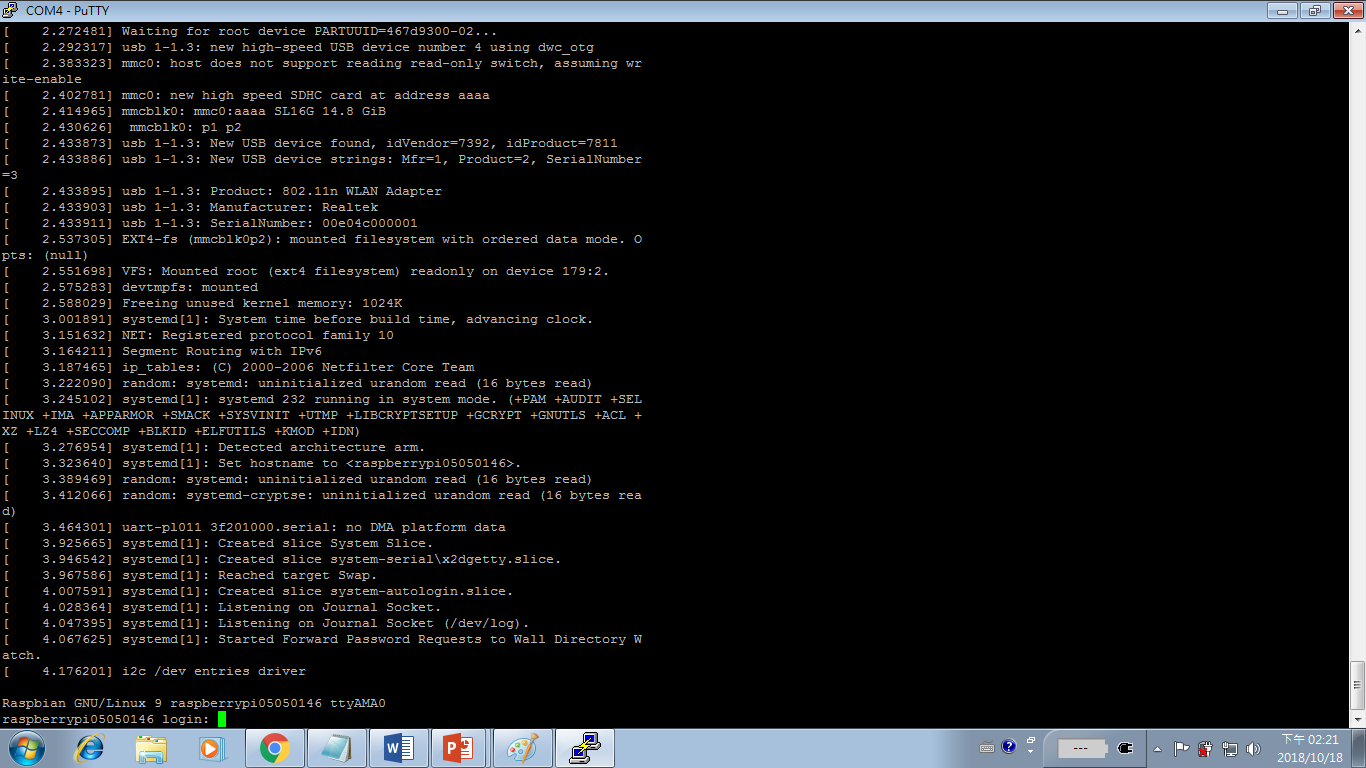 COM4 - PuTTY
[    2.272481] Waiting for root device PARTUUID=467d9300-02...
[    2.292317] usb 1-1.3: new high-speed USB device number 4 using dwc_otg
[    2.383323] mmc0: host does not support reading read-only switch, assuming wr
ite-enable
[    2.402781] mmc0: new high speed SDHC card at address aaaa
[    2.414965] mmcblk0: mmc0:aaaa SL16G 14.8 GiB
[    2.430626]  mmcblk0: p1 p2
[    2.433873] usb 1-1.3: New USB device found, idVendor=7392, idProduct=7811
[    2.433886] usb 1-1.3: New USB device strings: Mfr=1, Product=2, SerialNumber
=3
[    2.433895] usb 1-1.3: Product: 802.11n WLAN Adapter
[    2.433903] usb 1-1.3: Manufacturer: Realtek
[    2.433911] usb 1-1.3: SerialNumber: 00e04c000001
[    2.537305] EXT4-fs (mmcblk0p2): mounted filesystem with ordered data mode. O
pts: (null)
[    2.551698] VFS: Mounted root (ext4 filesystem) readonly on device 179:2.
[    2.575283] devtmpfs: mounted
[    2.588029] Freeing unused kernel memory: 1024K
[    3.001891] systemd[1]: System time before build time, advancing clock.
[    3.151632] NET: Registered protocol family 10
[    3.164211] Segment Routing with IPv6
[    3.187465] ip_tables: (C) 2000-2006 Netfilter Core Team
[    3.222090] random: systemd: uninitialized urandom read (16 bytes read)
[    3.245102] systemd[1]: systemd 232 running in system mode. (+PAM +AUDIT +SEL
INUX +IMA +APPARMOR +SMACK +SYSVINIT +UTMP +LIBCRYPTSETUP +GCRYPT +GNUTLS +ACL +
XZ +LZ4 +SECCOMP +BLKID +ELFUTILS +KMOD +IDN)
[    3.276954] systemd[1]: Detected architecture arm.
[    3.323640] systemd[1]: Set hostname to <raspberrypi05050146>.
[    3.389469] random: systemd: uninitialized urandom read (16 bytes read)
[    3.412066] random: systemd-cryptse: uninitialized urandom read (16 bytes rea
d)
[    3.464301] uart-pl011 3f201000.serial: no DMA platform data
[    3.925665] systemd[1]: Created slice System Slice.
[    3.946542] systemd[1]: Created slice system-serial\x2dgetty.slice.
[    3.967586] systemd[1]: Reached target Swap.
[    4.007591] systemd[1]: Created slice system-autologin.slice.
[    4.028364] systemd[1]: Listening on Journal Socket.
[    4.047395] systemd[1]: Listening on Journal Socket (/dev/log).
[    4.067625] systemd[1]: Started Forward Password Requests to Wall Directory W
atch.
[    4.176201] i2c /dev entries driver
Raspbian GNU/Linux 9 raspberrypi05050146 ttyAMA0
raspberrypi05050146 login:
---
下午 02:21
2018/10/18